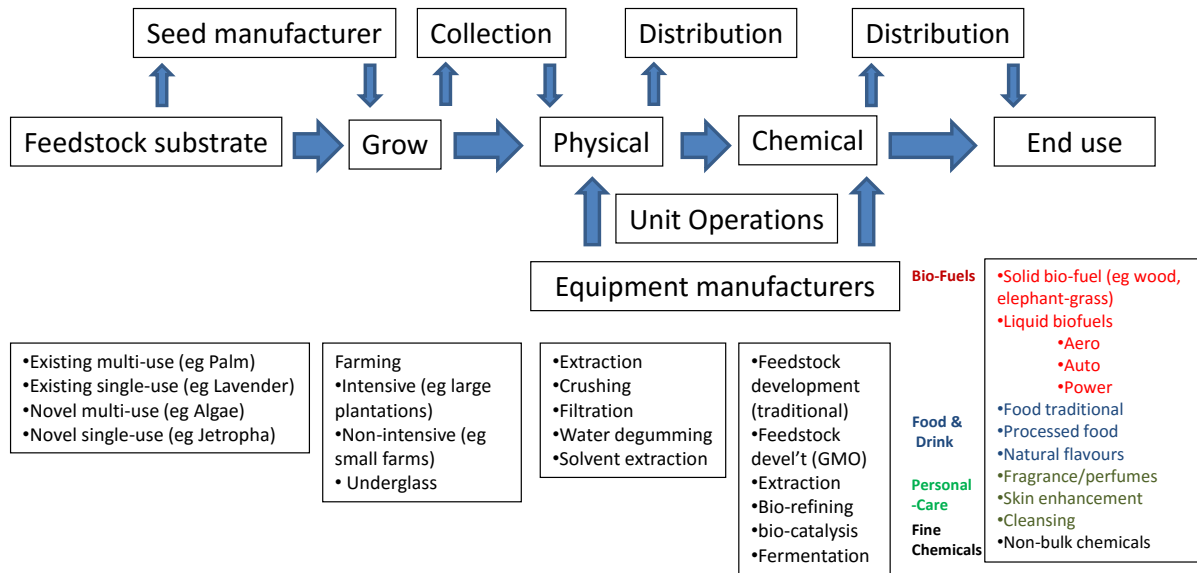 Seed manufacturer
Collection
Distribution
Distribution
Feedstock substrate
Grow
Physical
Chemical
End use
Unit Operations
Equipment manufacturers
•Existing multi-use (eg Palm)
•Existing single-use (eg Lavender)
•Novel multi-use (eg Algae)
•Novel single-use (eg Jetropha)
Farming
•Intensive (eg large
plantations)
•Non-intensive (eg
small farms)
• Underglass
•Extraction
•Crushing
•Filtration
•Water degumming
•Solvent extraction
•Feedstock
development
(traditional)
•Feedstock
devel’t (GMO)
•Extraction
•Bio-refining
•bio-catalysis
•Fermentation
Bio-Fuels
Food &
Drink
Personal
-Care
Fine
Chemicals
•Solid bio-fuel (eg wood,
elephant-grass)
•Liquid biofuels
•Aero
•Auto
•Power
•Food traditional
•Processed food
•Natural flavours
•Fragrance/perfumes
•Skin enhancement
•Cleansing
•Non-bulk chemicals